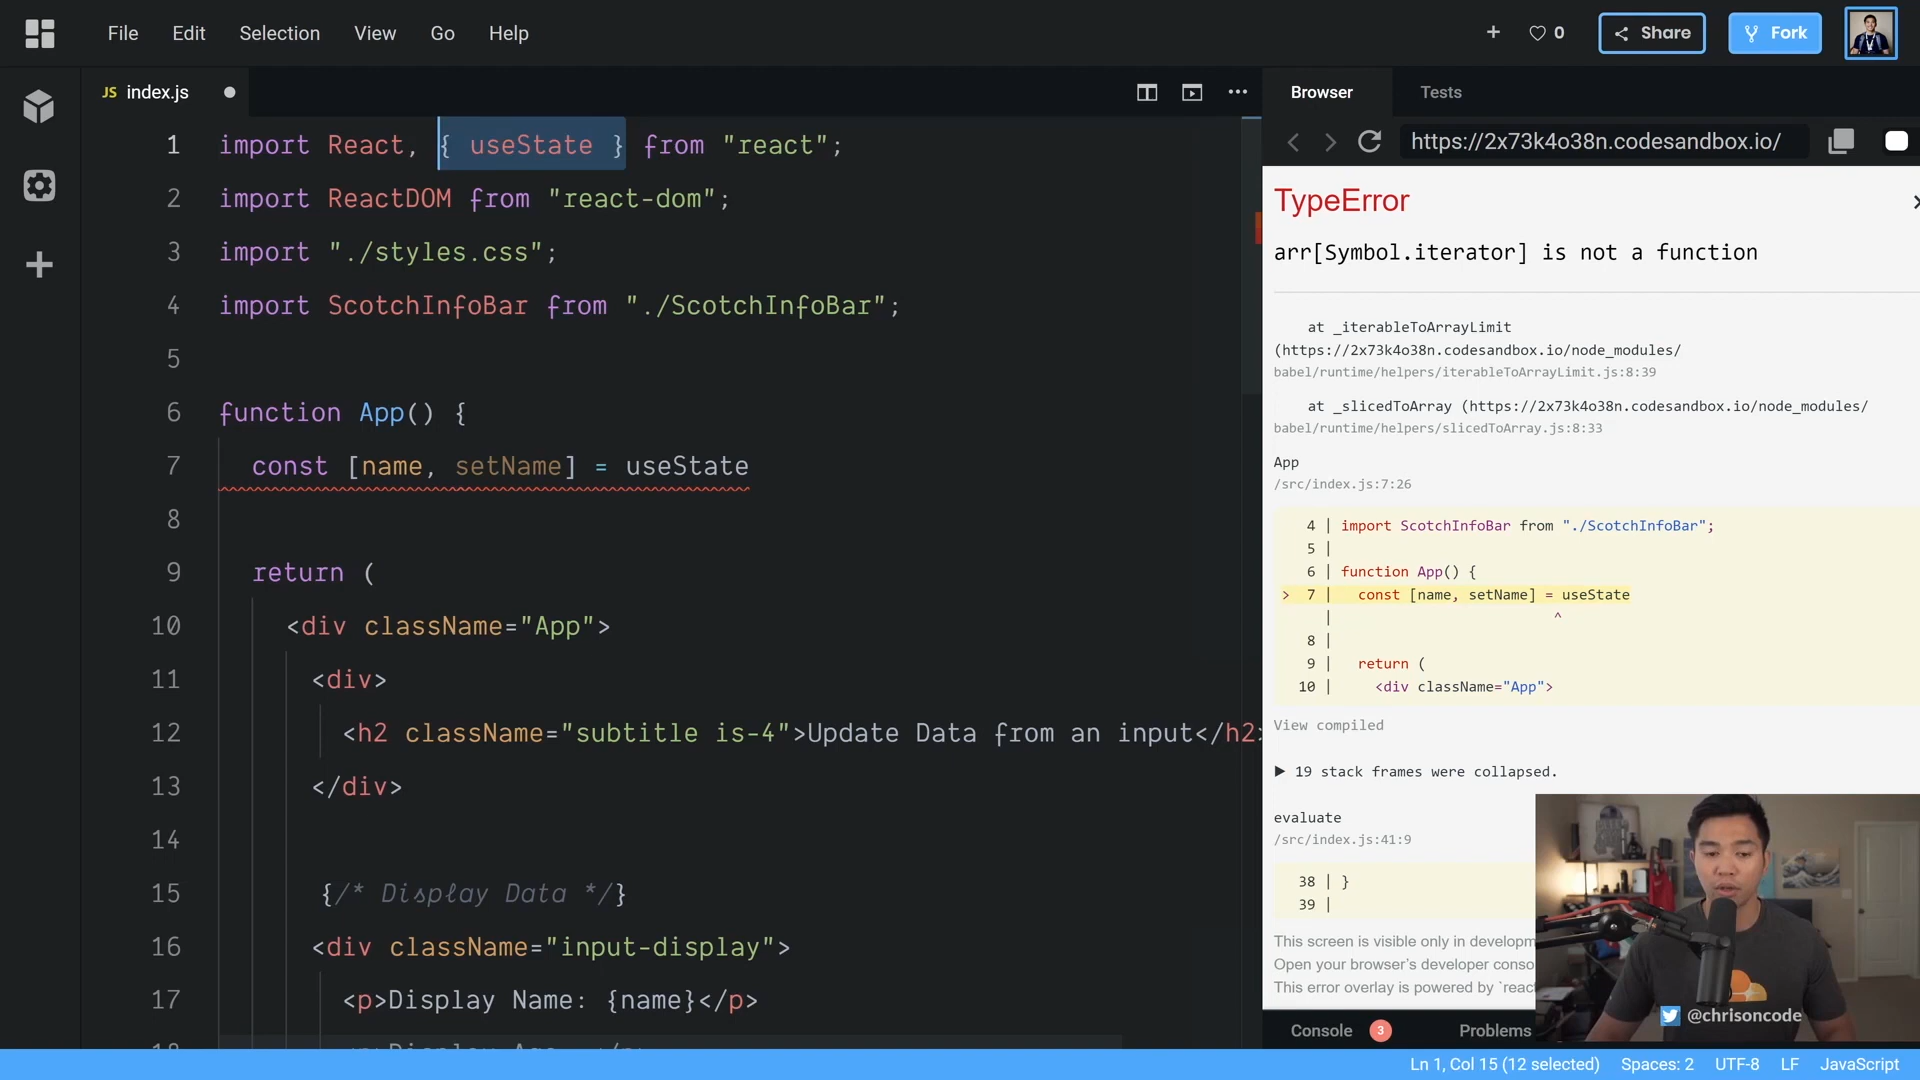 File Edit Selection View Go Help
0 Share Fork
JS index.js
Browser Tests
https://2x73k4o38n.codesandbox.io/
1 import React, { useState } from "react";
2 import ReactDOM from "react-dom";
3 import "./styles.css";
4 import ScotchInfoBar from "./ScotchInfoBar";
5
6 function App() {
7 const [name, setName] = useState
8
9 return (
10 <div className="App">
11 <div>
12 <h2 className="subtitle is-4">Update Data from an input</h2>
13 </div>
14
15 {/* Display Data */}
16 <div className="input-display">
17 <p>Display Name: {name}</p>
TypeError
arr[Symbol.iterator] is not a function
at _iterableToArrayLimit
(https://2x73k4o38n.codesandbox.io/node_modules/
babel/runtime/helpers/iterableToArrayLimit.js:8:39
at _slicedToArray (https://2x73k4o38n.codesandbox.io/node_modules/
babel/runtime/helpers/slicedToArray.js:8:33
App
/src/index.js:7:26
4 | import ScotchInfoBar from "./ScotchInfoBar";
5 |
6 | function App() {
> 7 | const [name, setName] = useState
| ^
8 |
9 | return (
10 | <div className="App">
View compiled
▶ 19 stack frames were collapsed.
evaluate
/src/index.js:41:9
38 | }
39 |
This screen is visible only in developm
Open your browser's developer conso
This error overlay is powered by `reac
Console 3 Problems
@chrisoncode
Ln 1, Col 15 (12 selected) Spaces: 2 UTF-8 LF JavaScript